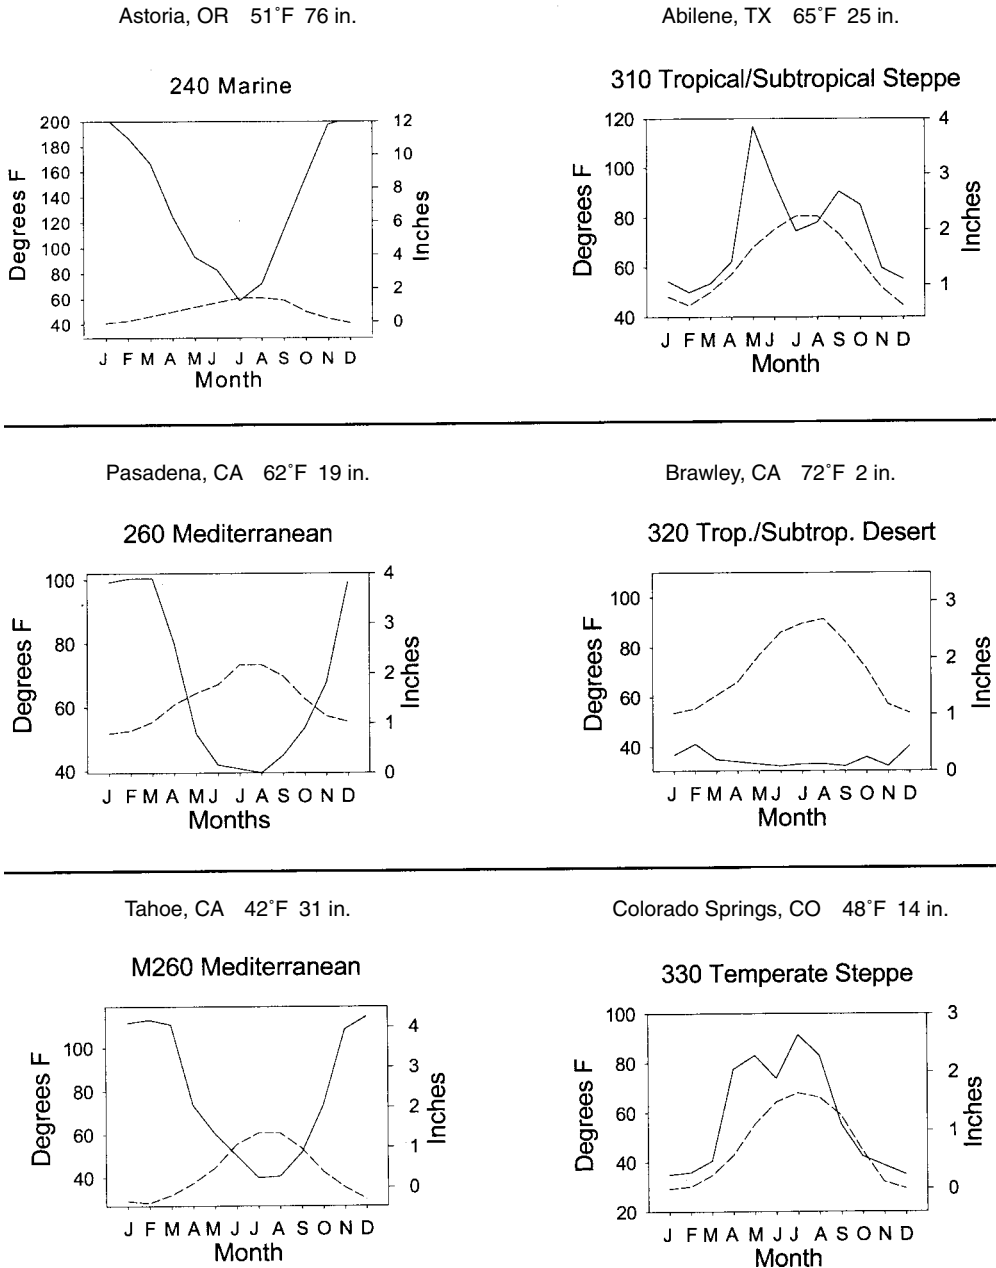 Astoria, OR 51°F 76 in.
240 Marine
200
180
160
140
120
100
80
60
40
Degrees F
12
10
8
6
4
2
0
Inches
J F M A M J J A S O N D
Month
Abilene, TX 65°F 25 in.
310 Tropical/Subtropical Steppe
120
100
80
60
40
Degrees F
4
3
2
1
Inches
J F M A M J J A S O N D
Month
Pasadena, CA 62°F 19 in.
260 Mediterranean
100
80
60
40
Degrees F
4
3
2
1
0
Inches
J F M A M J J A S O N D
Months
Brawley, CA 72°F 2 in.
320 Trop./Subtrop. Desert
100
80
60
40
Degrees F
3
2
1
0
Inches
J F M A M J J A S O N D
Month
Tahoe, CA 42°F 31 in.
M260 Mediterranean
100
80
60
40
Degrees F
4
3
2
1
0
Inches
J F M A M J J A S O N D
Month
Colorado Springs, CO 48°F 14 in.
330 Temperate Steppe
100
80
60
40
20
Degrees F
3
2
1
0
Inches
J F M A M J J A S O N D
Month